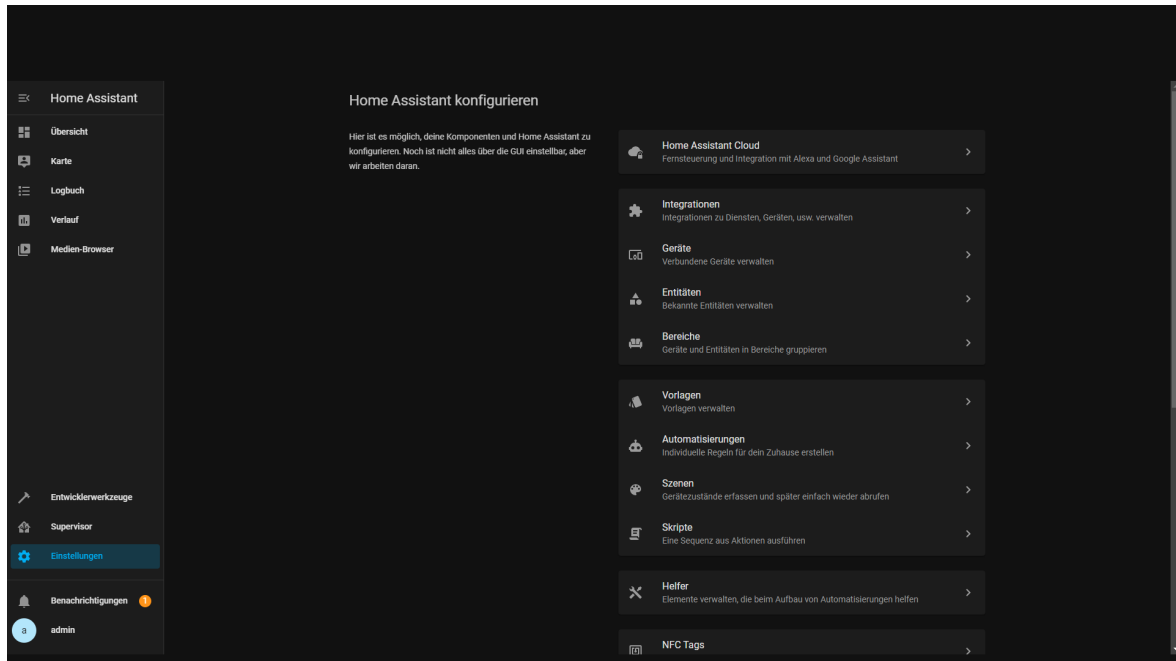 Home Assistant
Übersicht
Karte
Logbuch
Verlauf
Medien-Browser
Entwicklerwerkzeuge
Supervisor
Einstellungen
Benachrichtigungen 1
a admin
Home Assistant konfigurieren
Hier ist es möglich, deine Komponenten und Home Assistant zu
konfigurieren. Noch ist nicht alles über die GUI einstellbar, aber
wir arbeiten daran.
Home Assistant Cloud
Fernsteuerung und Integration mit Alexa und Google Assistant
Integrationen
Integrationen zu Diensten, Geräten, usw. verwalten
Geräte
Verbundene Geräte verwalten
Entitäten
Bekannte Entitäten verwalten
Bereiche
Geräte und Entitäten in Bereiche gruppieren
Vorlagen
Vorlagen verwalten
Automatisierungen
Individuelle Regeln für dein Zuhause erstellen
Szenen
Gerätezustände erfassen und später einfach wieder abrufen
Skripte
Eine Sequenz aus Aktionen ausführen
Helfer
Elemente verwalten, die beim Aufbau von Automatisierungen helfen
NFC Tags